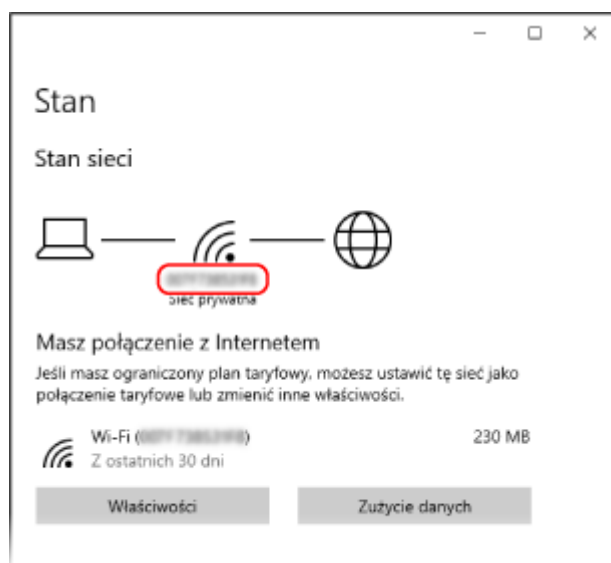 Stan
Stan sieci
Sieć prywatna
Masz połączenie z Internetem
Jeśli masz ograniczony plan taryfowy, możesz ustawić tę sieć jako
połączenie taryfowe lub zmienić inne właściwości.
Wi-Fi ( ) 230 MB
Z ostatnich 30 dni
Właściwości Zużycie danych